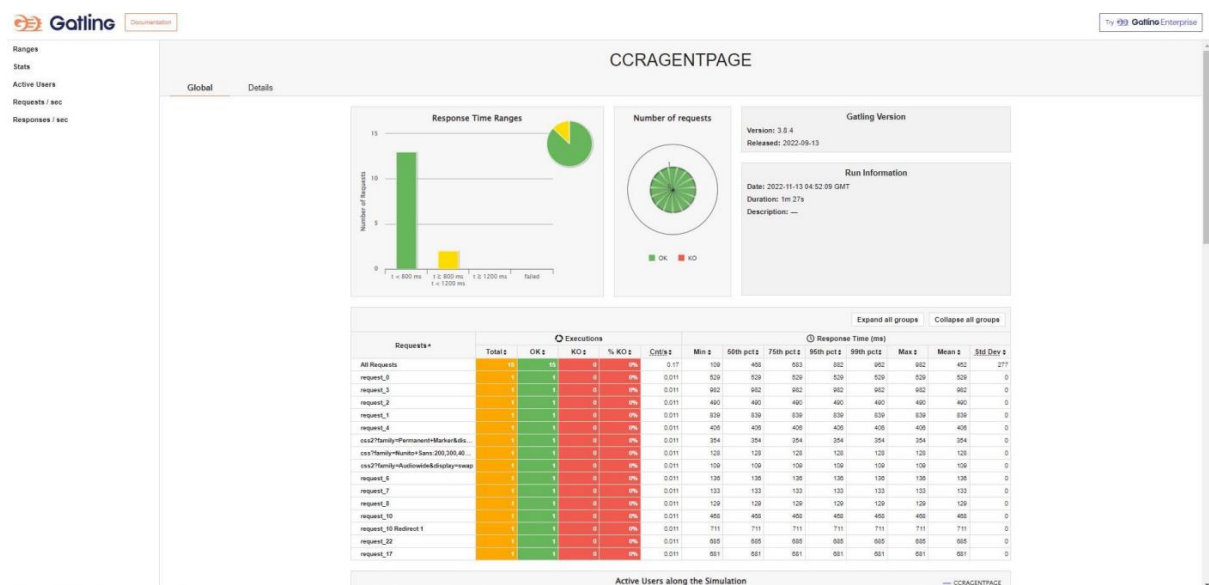 Gatling Documentation Try Gatling Enterprise
Ranges
Stats
Active Users
Requests / sec
Responses / sec
CCRAGENTPAGE
Global Details
Response Time Ranges
Number of Requests
15
10
5
0
t < 800 ms
t ≥ 800 ms
t < 1200 ms
t ≥ 1200 ms
failed
Number of requests
OK KO
Gatling Version
Version: 3.8.4
Released: 2022-09-13
Run Information
Date: 2022-11-13 04:52:09 GMT
Duration: 1m 27s
Description: —
Expand all groups Collapse all groups
Requests Executions Response Time (ms)
Total OK KO % KO Cnt/s Min 50th pct 75th pct 95th pct 99th pct Max Mean Std Dev
All Requests 15 15 0 0% 0.17 109 468 683 882 962 982 452 277
request_0 1 1 0 0% 0.011 529 529 529 529 529 529 529 0
request_3 1 1 0 0% 0.011 982 982 982 982 982 982 982 0
request_2 1 1 0 0% 0.011 490 490 490 490 490 490 490 0
request_1 1 1 0 0% 0.011 839 839 839 839 839 839 839 0
request_4 1 1 0 0% 0.011 406 406 406 406 406 406 406 0
css2?family=Permanent+Marker&dis... 1 1 0 0% 0.011 354 354 354 354 354 354 354 0
css?family=Nunito+Sans:200,300,40... 1 1 0 0% 0.011 128 128 128 128 128 128 128 0
css2?family=Audiowide&display=swap 1 1 0 0% 0.011 109 109 109 109 109 109 109 0
request_6 1 1 0 0% 0.011 136 136 136 136 136 136 136 0
request_7 1 1 0 0% 0.011 133 133 133 133 133 133 133 0
request_8 1 1 0 0% 0.011 129 129 129 129 129 129 129 0
request_10 1 1 0 0% 0.011 468 468 468 468 468 468 468 0
request_10 Redirect 1 1 1 0 0% 0.011 711 711 711 711 711 711 711 0
request_22 1 1 0 0% 0.011 685 685 685 685 685 685 685 0
request_17 1 1 0 0% 0.011 681 681 681 681 681 681 681 0
Active Users along the Simulation
CCRAGENTPAGE